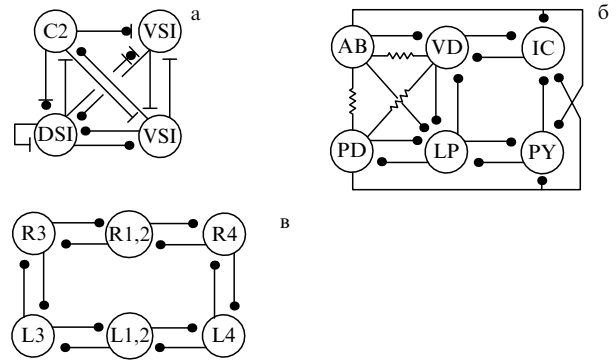 а
C2 VSI
DSI VSI
б
AB VD IC
PD LP PY
в
R3 R1,2 R4
L3 L1,2 L4